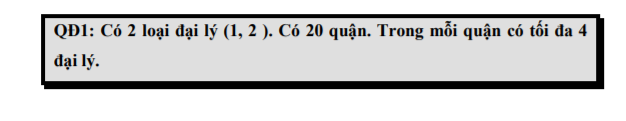 QĐ1: Có 2 loại đại lý (1, 2 ). Có 20 quận. Trong mỗi quận có tối đa 4
đại lý.